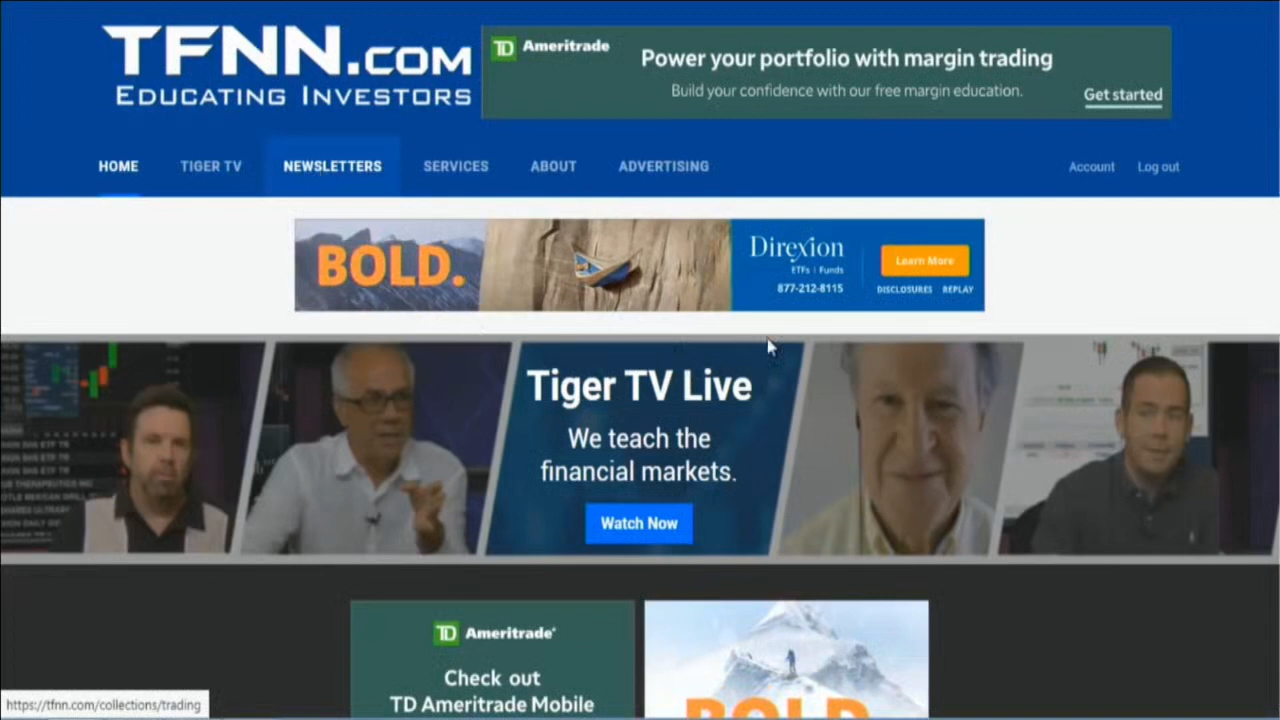 TFNN.COM
EDUCATING INVESTORS
TD Ameritrade
Power your portfolio with margin trading
Build your confidence with our free margin education.
Get started
HOME
TIGER TV
NEWSLETTERS
SERVICES
ABOUT
ADVERTISING
Account
Log out
BOLD.
Direxion
ETFs | Funds
877-212-8115
Learn More
DISCLOSURES REPLAY
Tiger TV Live
We teach the
financial markets.
Watch Now
TD Ameritrade
Check out
TD Ameritrade Mobile
BOLD
https://tfnn.com/collections/trading